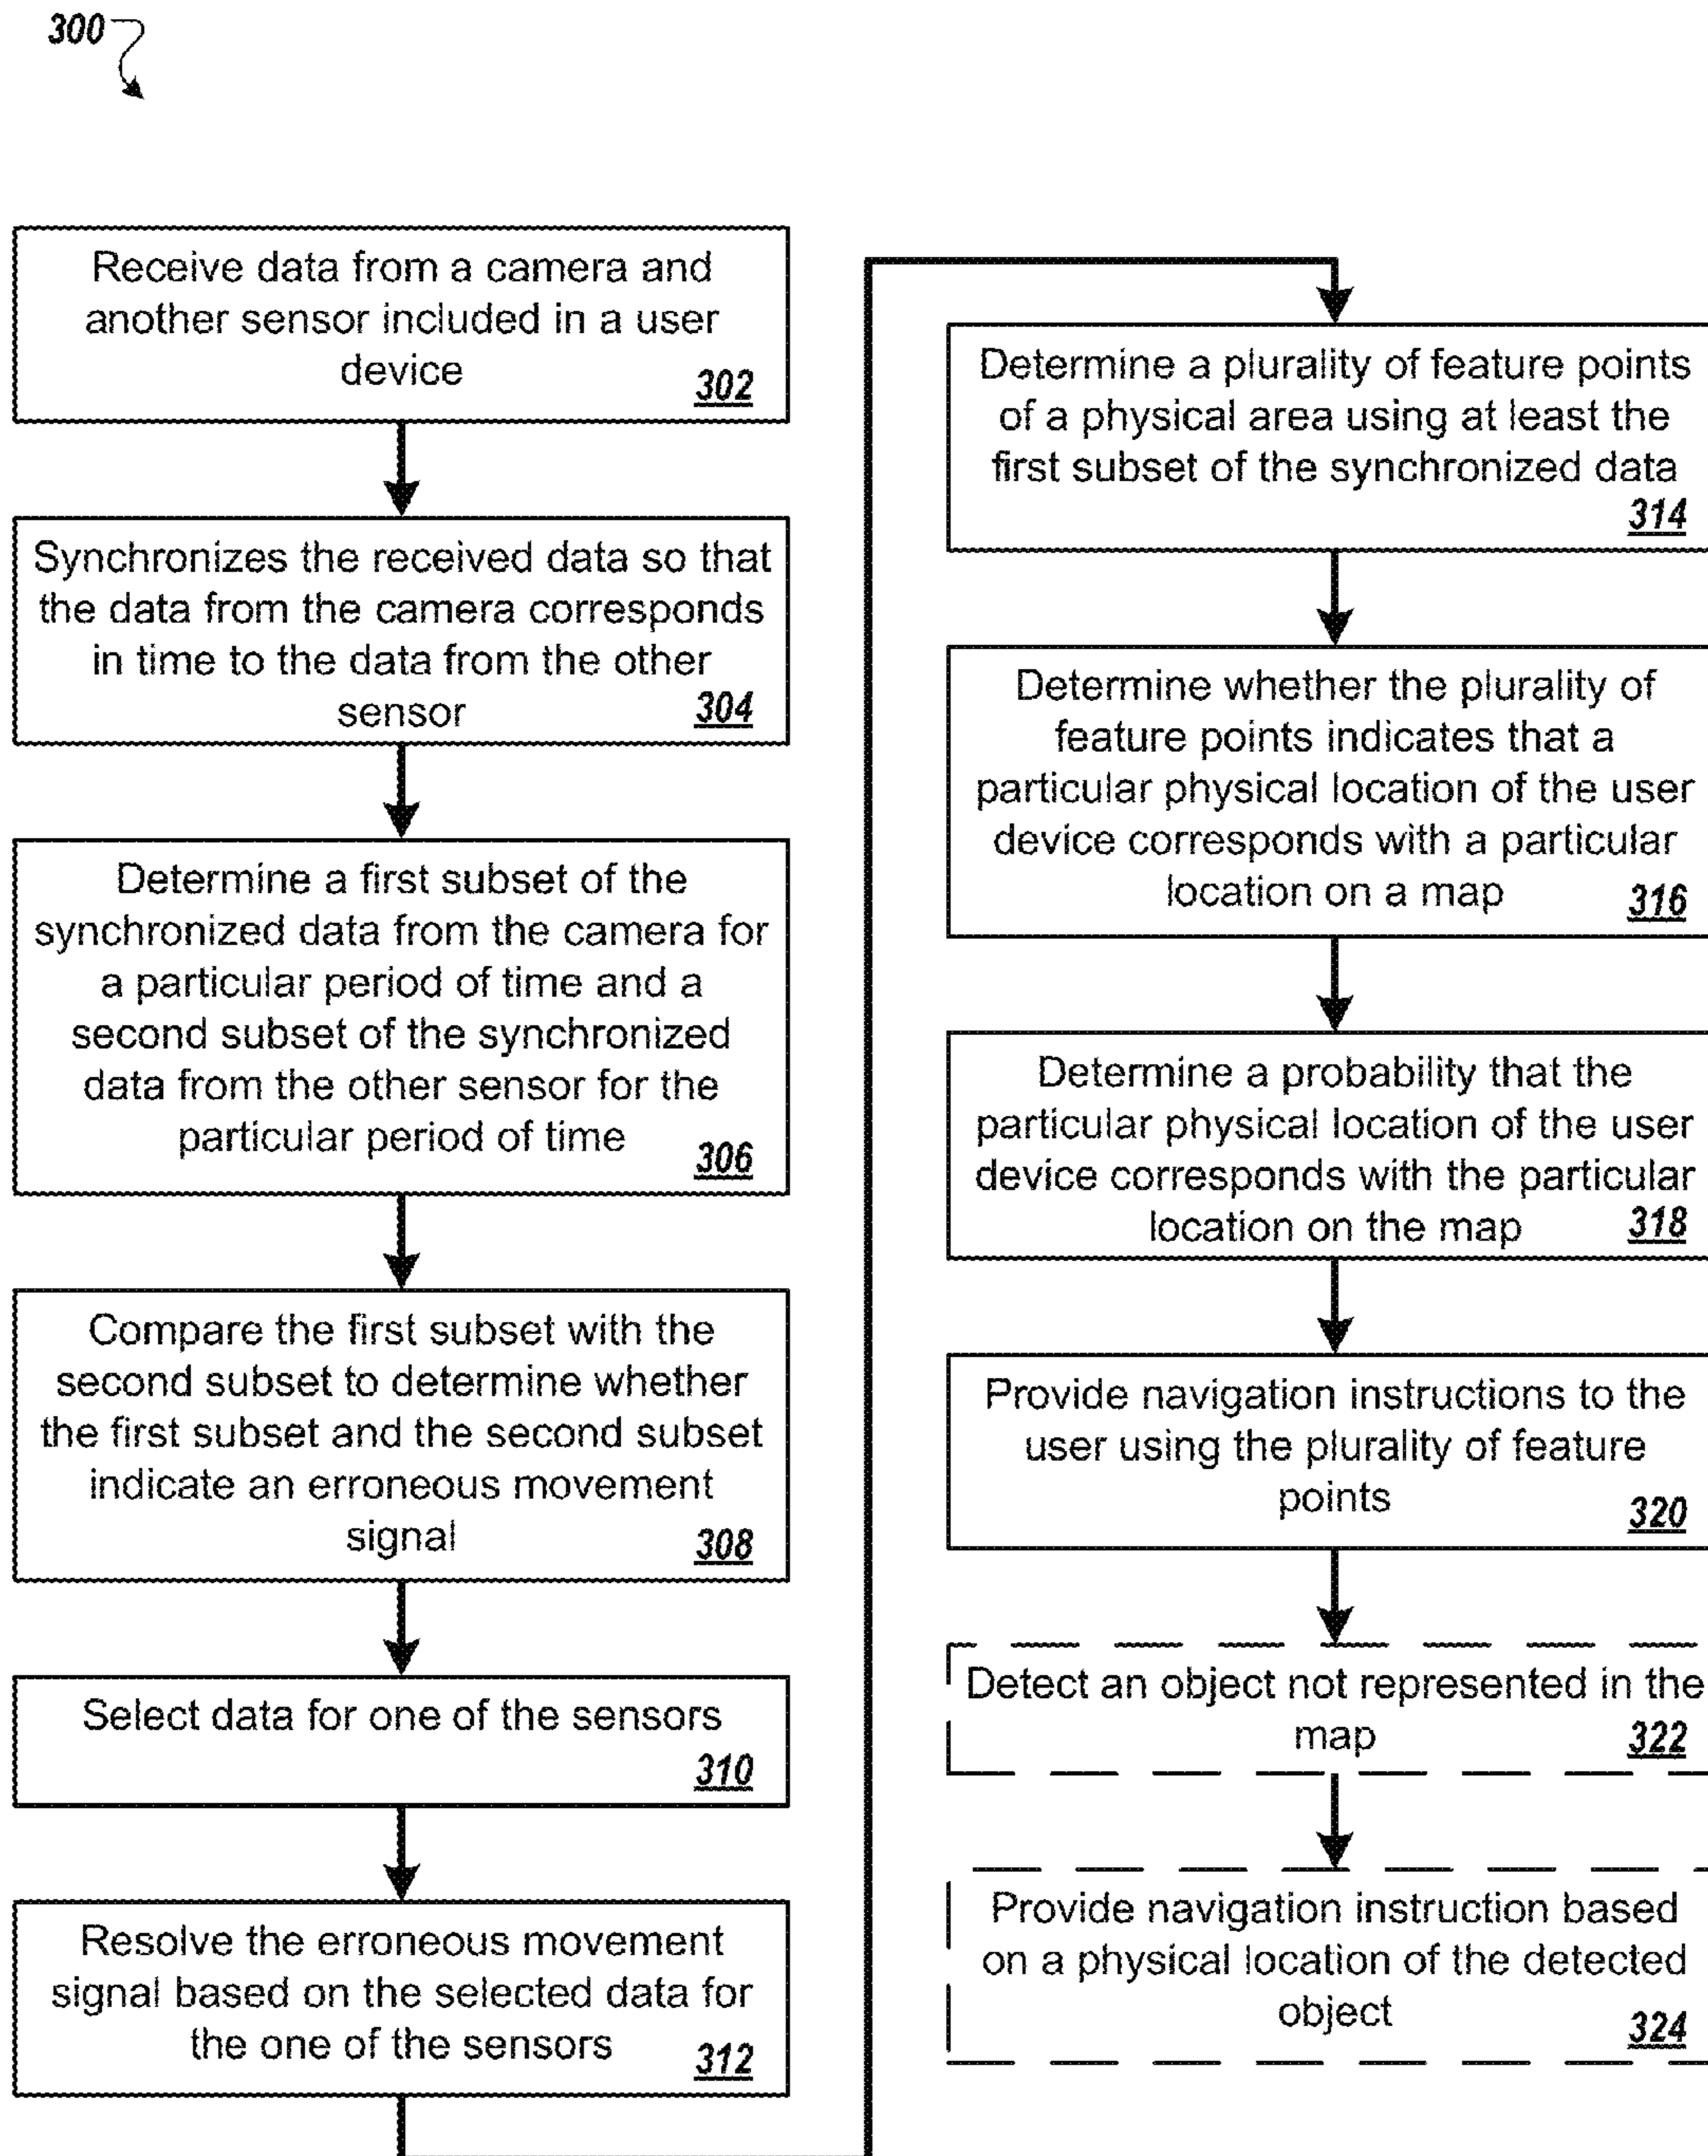 300
Receive data from a camera and
another sensor included in a user
device
302
Synchronizes the received data so that
the data from the camera corresponds
in time to the data from the other
sensor
304
Determine a first subset of the
synchronized data from the camera for
a particular period of time and a
second subset of the synchronized
data from the other sensor for the
particular period of time
306
Compare the first subset with the
second subset to determine whether
the first subset and the second subset
indicate an erroneous movement
signal
308
Select data for one of the sensors
310
Resolve the erroneous movement
signal based on the selected data for
the one of the sensors
312
Determine a plurality of feature points
of a physical area using at least the
first subset of the synchronized data
314
Determine whether the plurality of
feature points indicates that a
particular physical location of the user
device corresponds with a particular
location on a map
316
Determine a probability that the
particular physical location of the user
device corresponds with the particular
location on the map
318
Provide navigation instructions to the
user using the plurality of feature
points
320
Detect an object not represented in the
map
322
Provide navigation instruction based
on a physical location of the detected
object
324